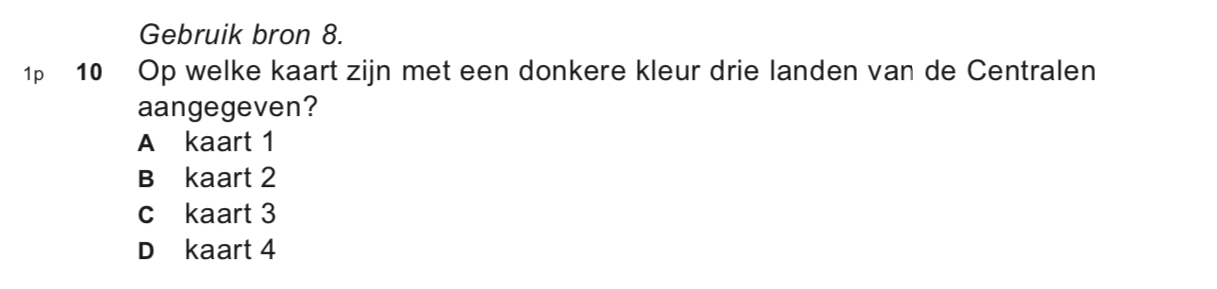 Gebruik bron 8.
1p 10 Op welke kaart zijn met een donkere kleur drie landen van de Centralen
aangegeven?
A kaart 1
B kaart 2
C kaart 3
D kaart 4